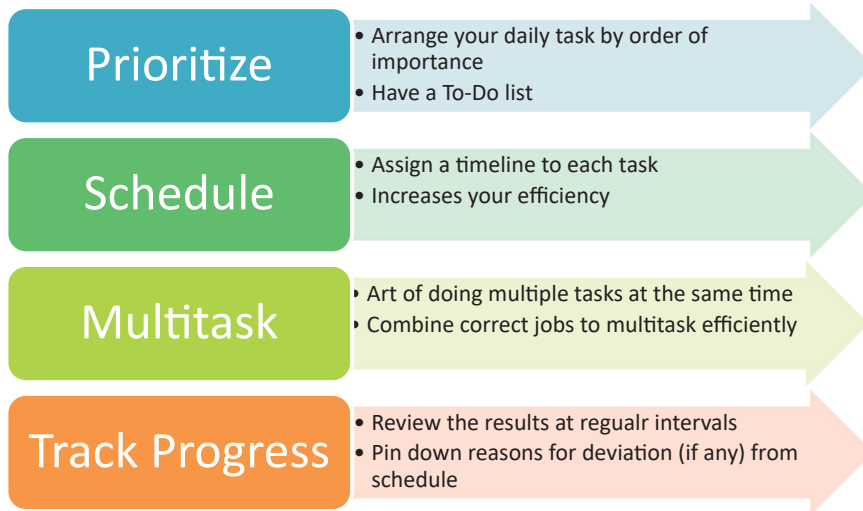 Prioritize
• Arrange your daily task by order of
importance
• Have a To-Do list
Schedule
• Assign a timeline to each task
• Increases your efficiency
Multitask
• Art of doing multiple tasks at the same time
• Combine correct jobs to multitask efficiently
Track Progress
• Review the results at regualr intervals
• Pin down reasons for deviation (if any) from
schedule